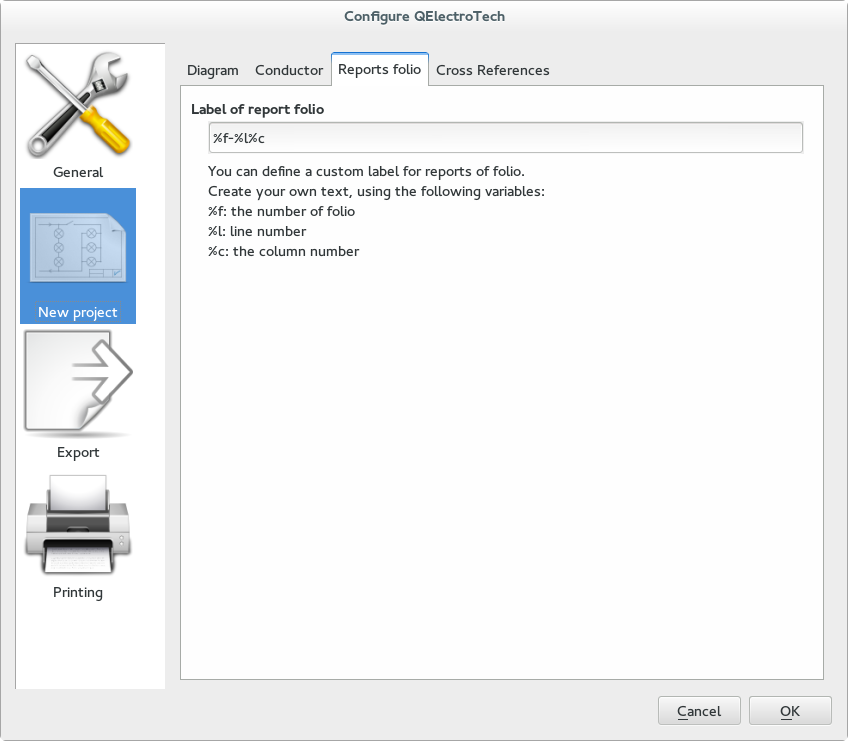 Configure QElectroTech
General
New project
Export
Printing
Diagram Conductor Reports folio Cross References
Label of report folio
%f-%l%c
You can define a custom label for reports of folio.
Create your own text, using the following variables:
%f: the number of folio
%l: line number
%c: the column number
Cancel OK